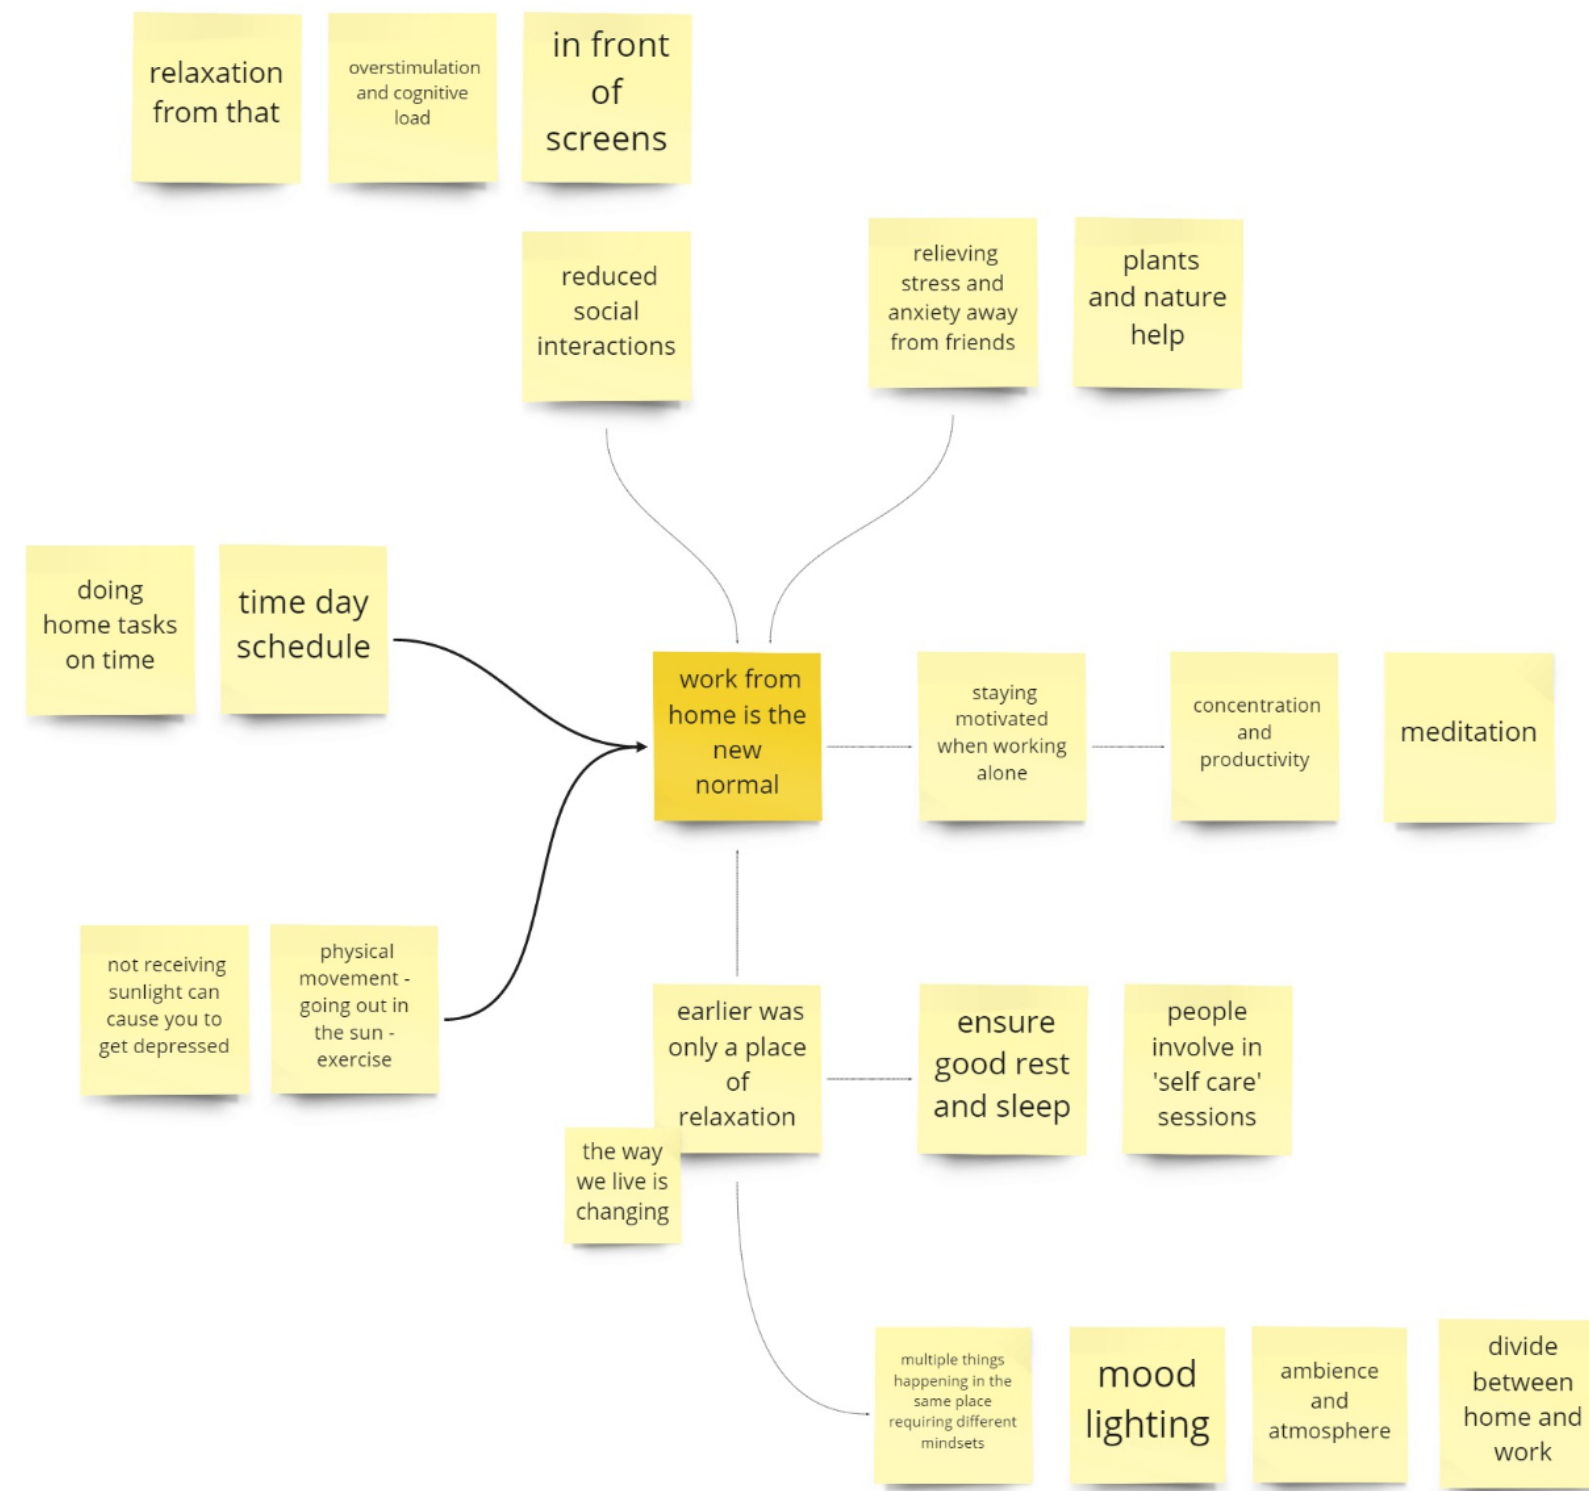 relaxation
from that
overstimulation
and cognitive
load
in front
of
screens
reduced
social
interactions
relieving
stress and
anxiety away
from friends
plants
and nature
help
doing
home tasks
on time
time day
schedule
work from
home is the
new
normal
staying
motivated
when working
alone
concentration
and
productivity
meditation
not receiving
sunlight can
cause you to
get depressed
physical
movement -
going out in
the sun -
exercise
earlier was
only a place
of
relaxation
the way
we live is
changing
ensure
good rest
and sleep
people
involve in
'self care'
sessions
multiple things
happening in the
same place
requiring different
mindsets
mood
lighting
ambience
and
atmosphere
divide
between
home and
work